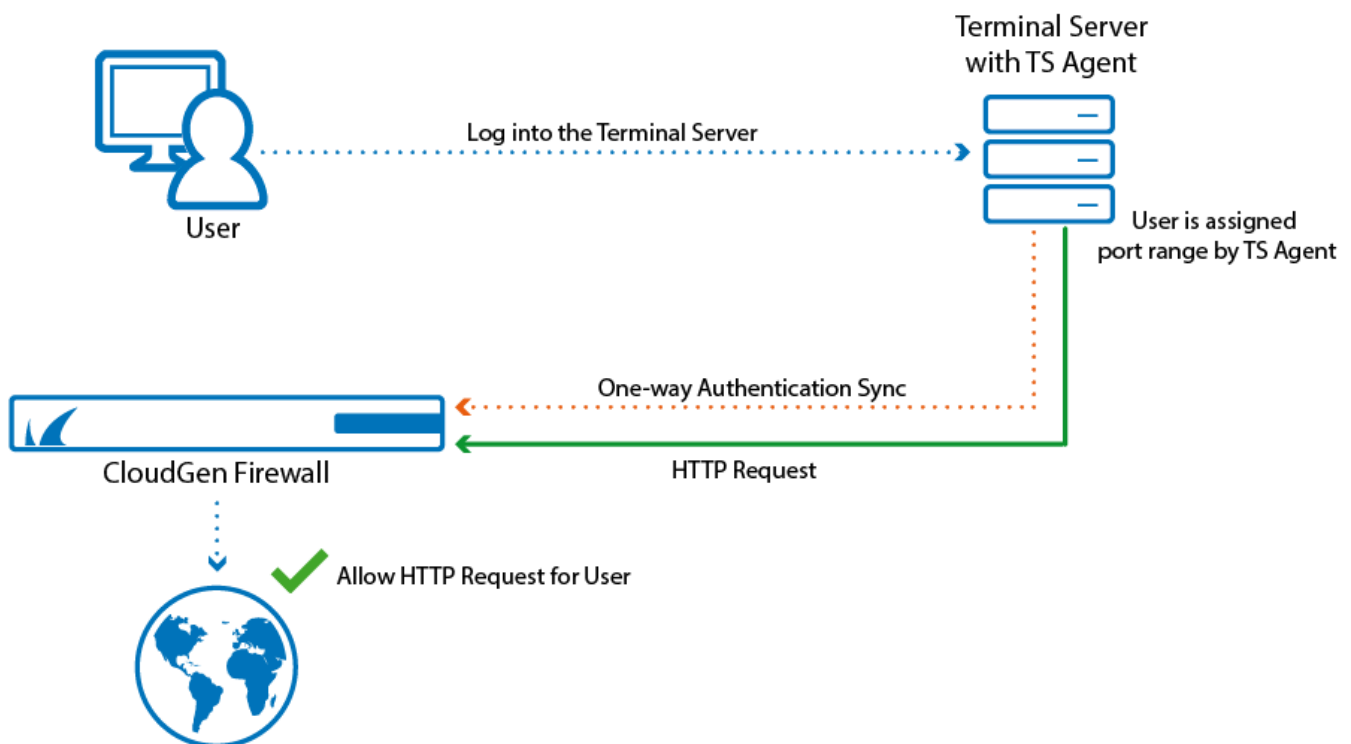 Terminal Server
with TS Agent
Log into the Terminal Server
User
User is assigned
port range by TS Agent
One-way Authentication Sync
HTTP Request
CloudGen Firewall
Allow HTTP Request for User